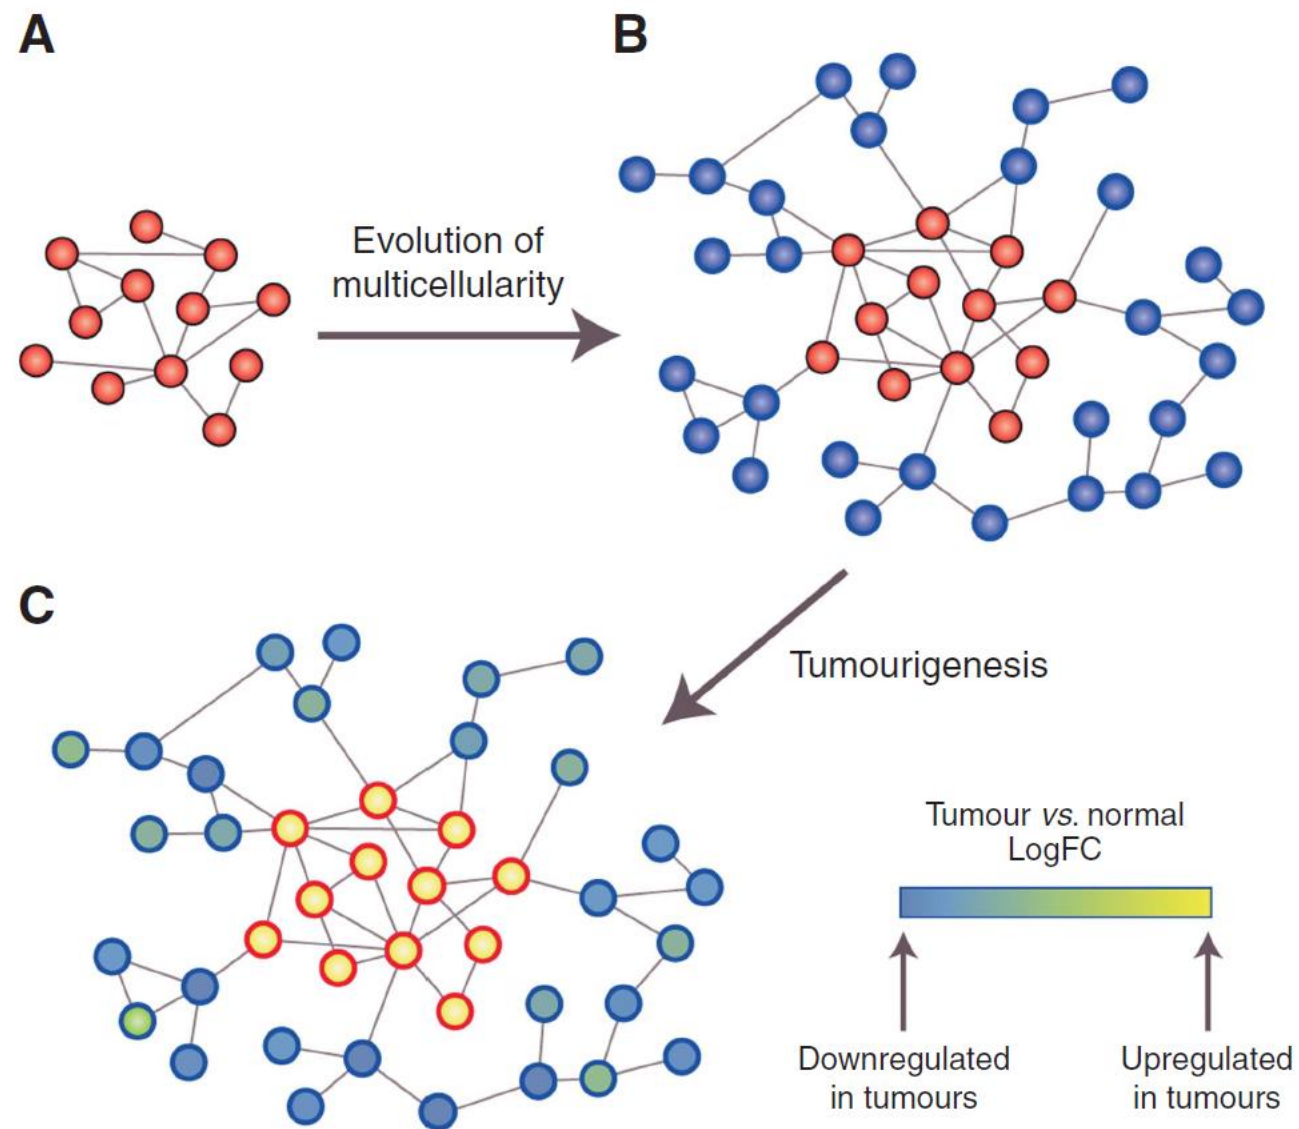 A
B
Evolution of
multicellularity
C
Tumourigenesis
Tumour vs. normal
LogFC
Downregulated
in tumours
Upregulated
in tumours